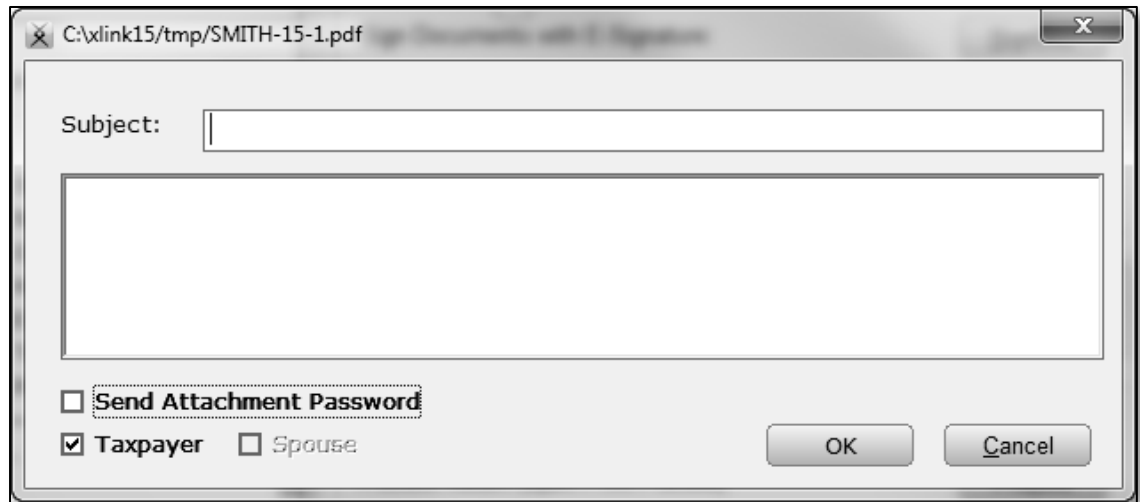 C:\xlink15/tmp/SMITH-15-1.pdf
Subject:
Send Attachment Password
Taxpayer Spouse
OK Cancel